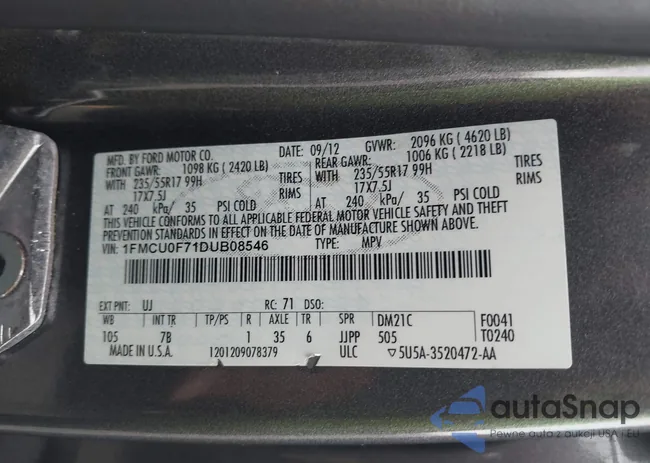 MFD. BY FORD MOTOR CO. DATE: 09/12 GVWR: 2096 KG ( 4620 LB)
FRONT GAWR: 1098 KG ( 2420 LB) REAR GAWR: 1006 KG ( 2218 LB)
WITH 235/55R17 99H TIRES WITH 235/55R17 99H TIRES
17X7.5J RIMS 17X7.5J RIMS
AT 240 kPa/ 35 PSI COLD AT 240 kPa/ 35 PSI COLD
THIS VEHICLE CONFORMS TO ALL APPLICABLE FEDERAL MOTOR VEHICLE SAFETY AND THEFT
PREVENTION STANDARDS IN EFFECT ON THE DATE OF MANUFACTURE SHOWN ABOVE.
VIN: 1FMCU0F71DUB08546 TYPE: MPV
EXT PNT: UJ RC: 71 DSO:
WB INT TR TP/PS R AXLE TR SPR DM21C F0041
105 7B 1 35 6 JJPP 505 T0240
MADE IN U.S.A. 1201209078379 ULC ▽5U5A-3520472-AA
autaSnap
Pewne auta z aukcji USA i EU